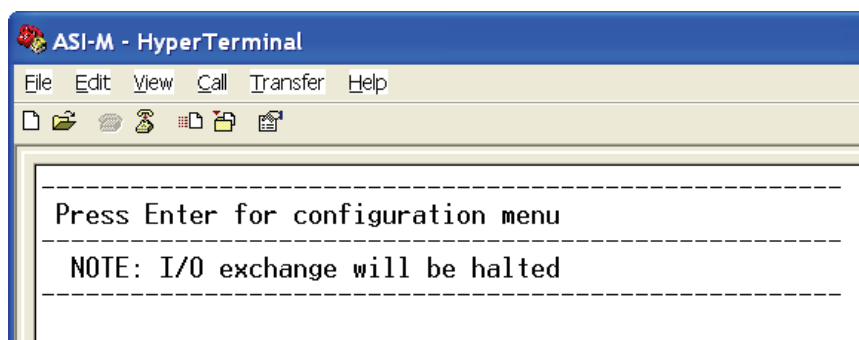 ASI-M - HyperTerminal
File Edit View Call Transfer Help
Press Enter for configuration menu
NOTE: I/O exchange will be halted